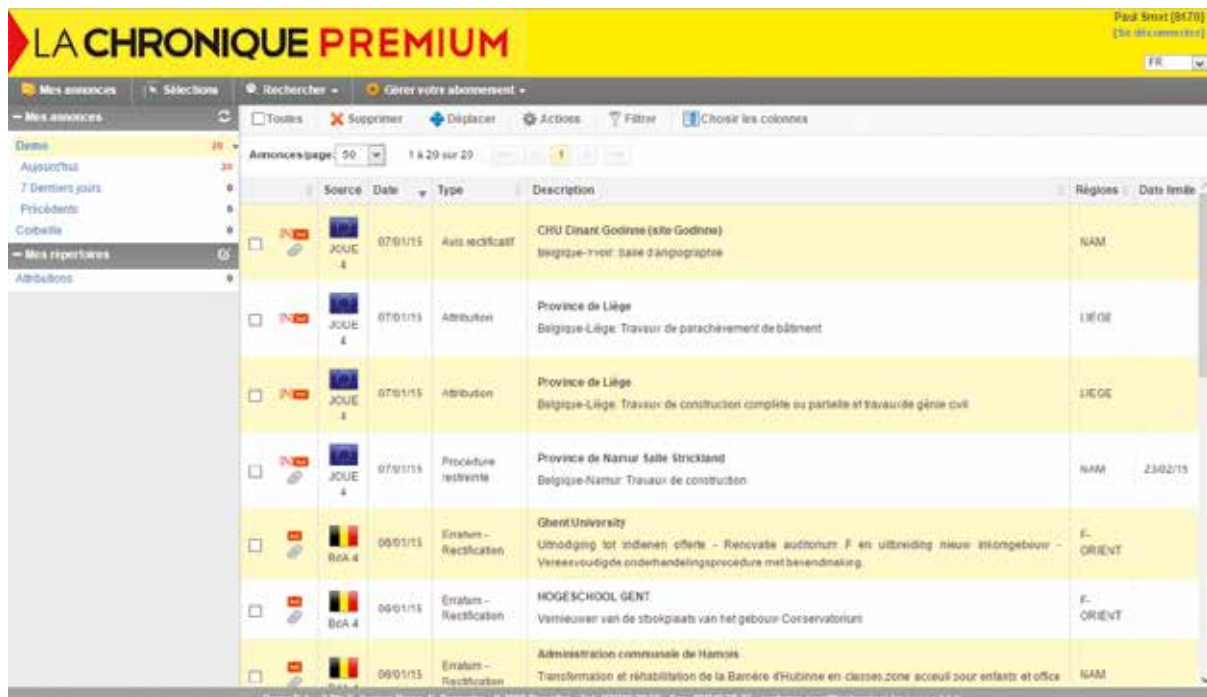 LA CHRONIQUE PREMIUM
Paul Smet [8170]
[Se déconnecter]
FR
Mes annonces
Sélections
Rechercher
Gérer votre abonnement
Mes annonces
Toutes
Supprimer
Déplacer
Actions
Filtrer
Choisir les colonnes
Demo 20
Aujourd'hui 20
7 Derniers jours 0
Précédents 0
Corbeille 0
Mes répertoires
Attributions 0
Annonces/page: 50
1 à 20 sur 20
1
Source Date Type Description Régions Date limite
JOUE 4 07/01/15 Avis rectificatif
CHU Dinant Godinne (site Godinne)
Belgique-Yvoir: Salle d'angiographie
NAM
JOUE 4 07/01/15 Attribution
Province de Liège
Belgique-Liège: Travaux de parachèvement de bâtiment
LIEGE
JOUE 4 07/01/15 Attribution
Province de Liège
Belgique-Liège: Travaux de construction complète ou partielle et travaux de génie civil
LIEGE
JOUE 4 07/01/15 Procédure restreinte
Province de Namur Salle Strickland
Belgique-Namur: Travaux de construction
NAM 23/02/15
BdA 4 06/01/15 Erratum - Rectification
Ghent University
Uitnodiging tot indienen offerte - Renovatie auditorium F en uitbreiding nieuw inkomgebouw -
Vereenvoudigde onderhandelingsprocedure met bekendmaking.
F-ORIENT
BdA 4 06/01/15 Erratum - Rectification
HOGESCHOOL GENT
Vernieuwen van de stookplaats van het gebouw Conservatorium
F-ORIENT
06/01/15 Erratum - Rectification
Administration communale de Hamois
Transformation et réhabilitation de la Barrière d'Hubinne en classes,zone acceuil pour enfants et office
NAM